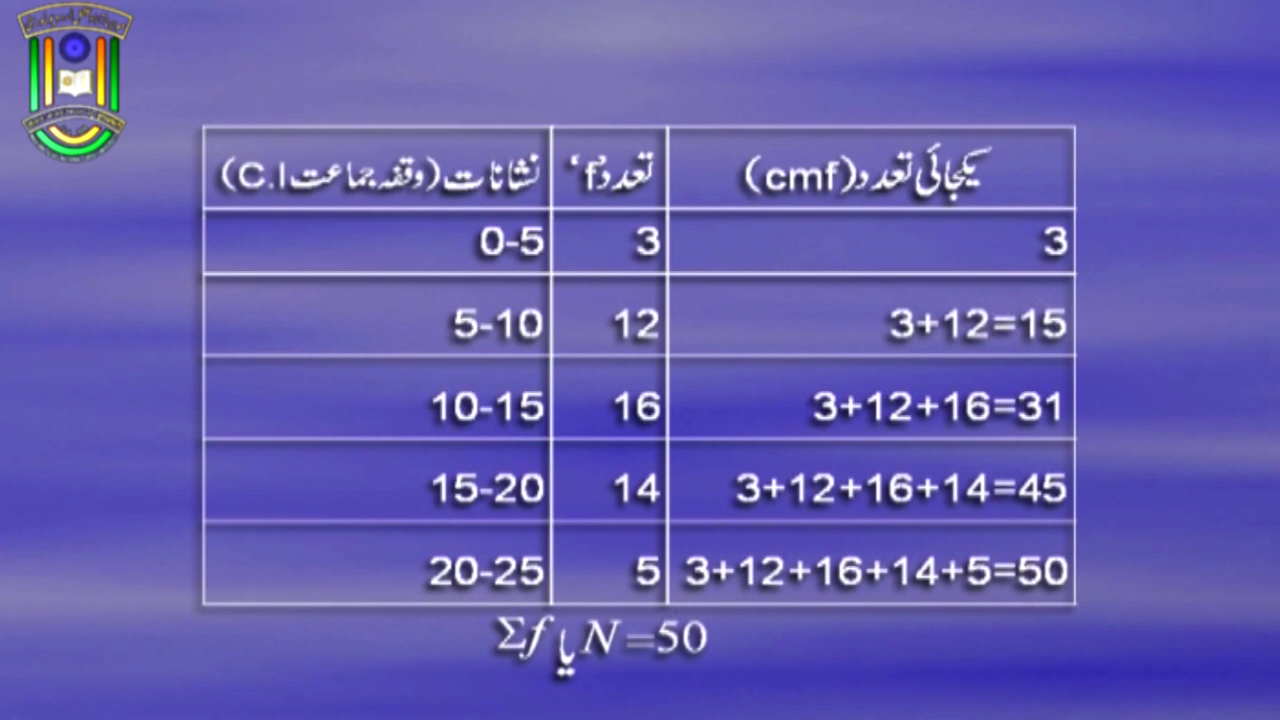 نشانات (وقفہ جماعت C.I) تعدد 'f' یکجائی تعدد (cmf)
0-5 3 3
5-10 12 3+12=15
10-15 16 3+12+16=31
15-20 14 3+12+16+14=45
20-25 5 3+12+16+14+5=50
Σf یا N=50